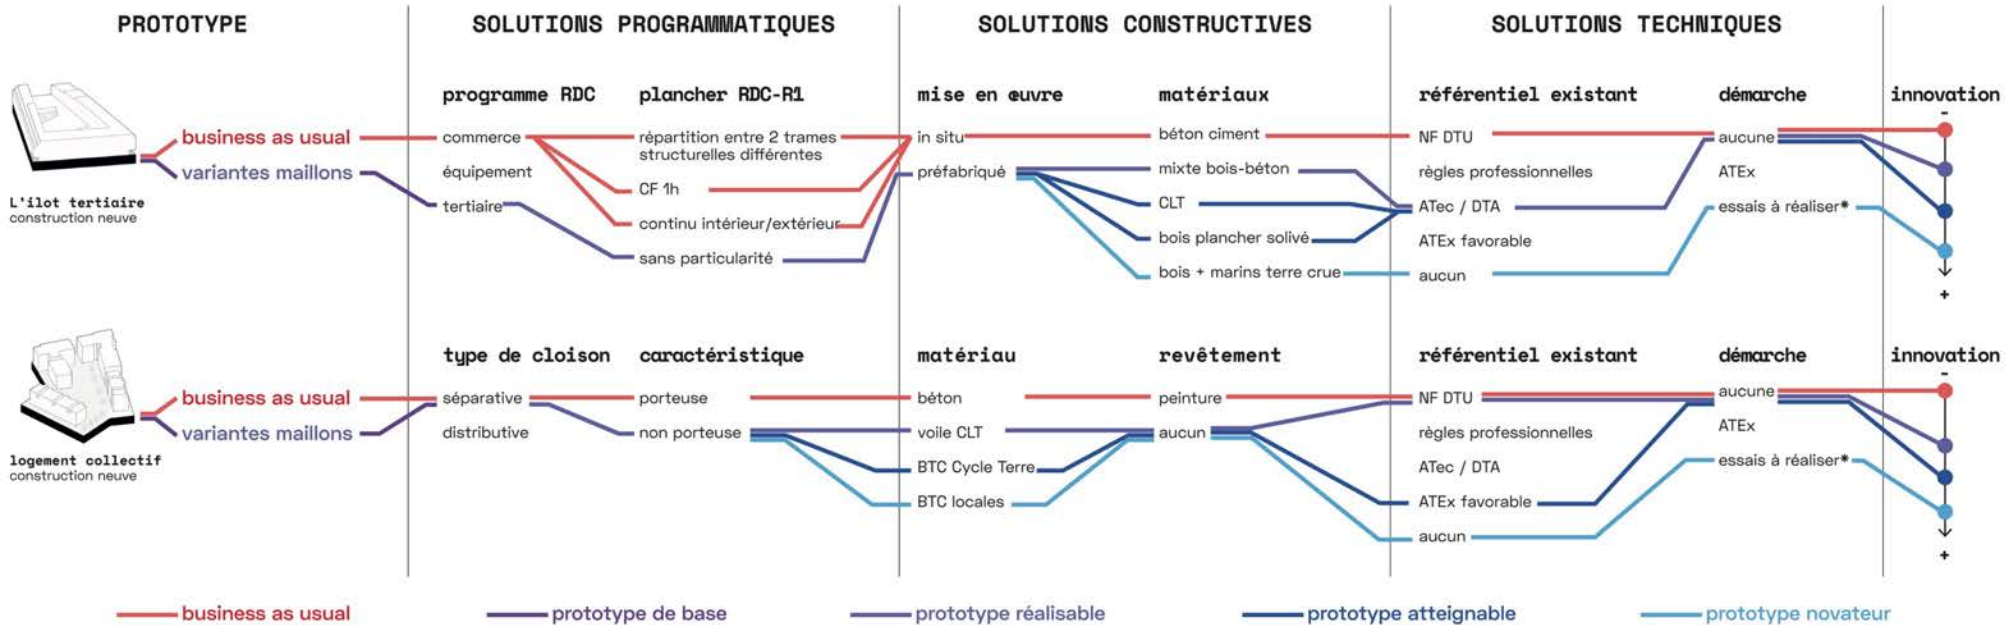 PROTOTYPE
SOLUTIONS PROGRAMMATIQUES
SOLUTIONS CONSTRUCTIVES
SOLUTIONS TECHNIQUES
programme RDC
plancher RDC-R1
mise en œuvre
matériaux
référentiel existant
démarche
innovation
-
business as usual
commerce
répartition entre 2 trames
structurelles différentes
in situ
béton ciment
NF DTU
aucune
variantes maillons
équipement
préfabriqué
mixte bois-béton
règles professionnelles
ATEx
L'ilot tertiaire
construction neuve
tertiaire
CF 1h
CLT
ATec / DTA
essais à réaliser*
continu intérieur/extérieur
bois plancher solivé
ATEx favorable
sans particularité
bois + marins terre crue
aucun
+
type de cloison
caractéristique
matériau
revêtement
référentiel existant
démarche
innovation
-
business as usual
séparative
porteuse
béton
peinture
NF DTU
aucune
variantes maillons
distributive
non porteuse
voile CLT
aucun
règles professionnelles
ATEx
logement collectif
construction neuve
BTC Cycle Terre
ATec / DTA
essais à réaliser*
BTC locales
ATEx favorable
aucun
+
business as usual
prototype de base
prototype réalisable
prototype atteignable
prototype novateur